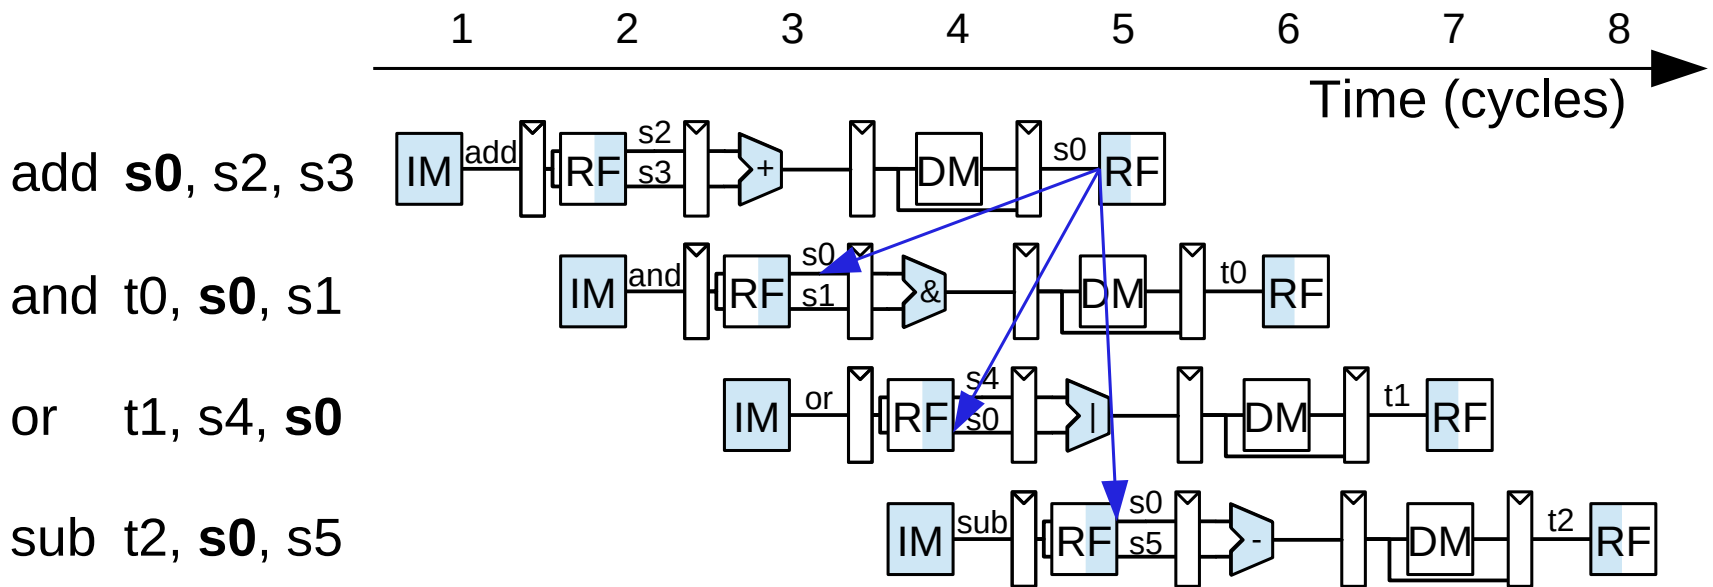 1 2 3 4 5 6 7 8
Time (cycles)
add s0, s2, s3 IM add RF s2 s3 + DM s0 RF
and t0, s0, s1 IM and RF s0 s1 & DM t0 RF
or t1, s4, s0 IM or RF s4 s0 | DM t1 RF
sub t2, s0, s5 IM sub RF s0 s5 - DM t2 RF